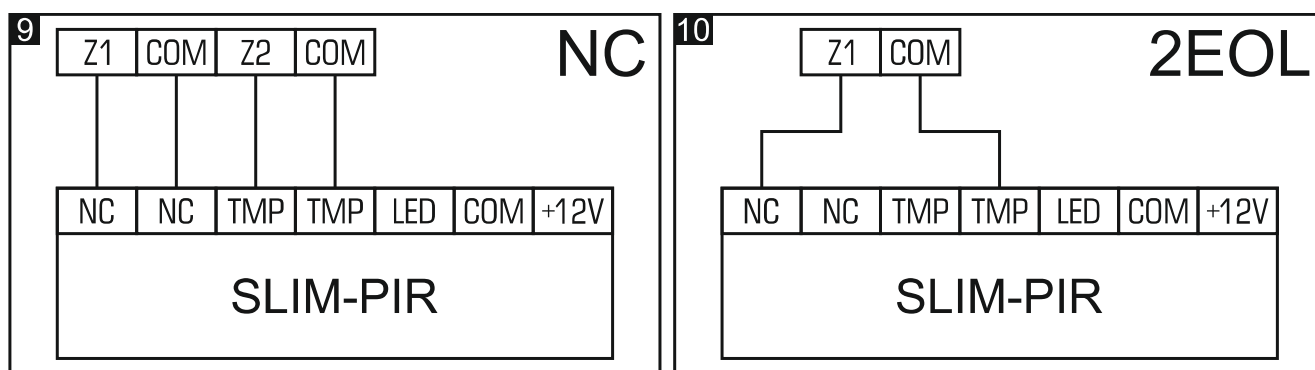 9
NC
Z1 COM Z2 COM
NC NC TMP TMP LED COM +12V
SLIM-PIR
10
2EOL
Z1 COM
NC NC TMP TMP LED COM +12V
SLIM-PIR